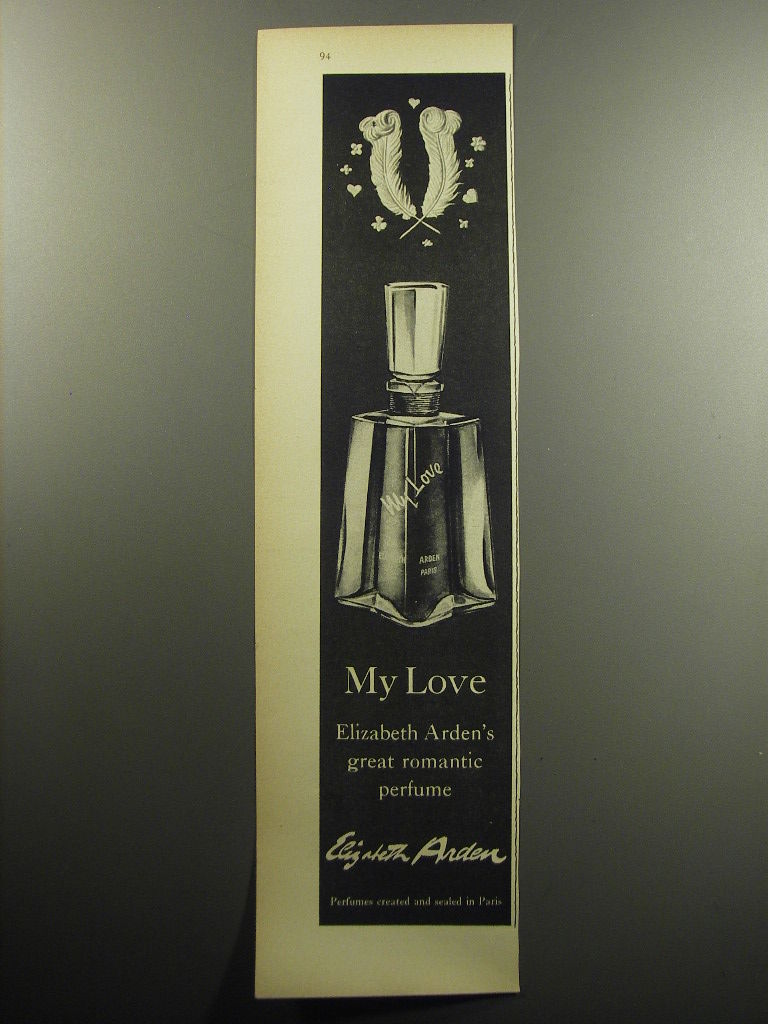 94
My Love
ARDEN
PARIS
My Love
Elizabeth Arden's
great romantic
perfume
Elizabeth Arden
Perfumes created and sealed in Paris